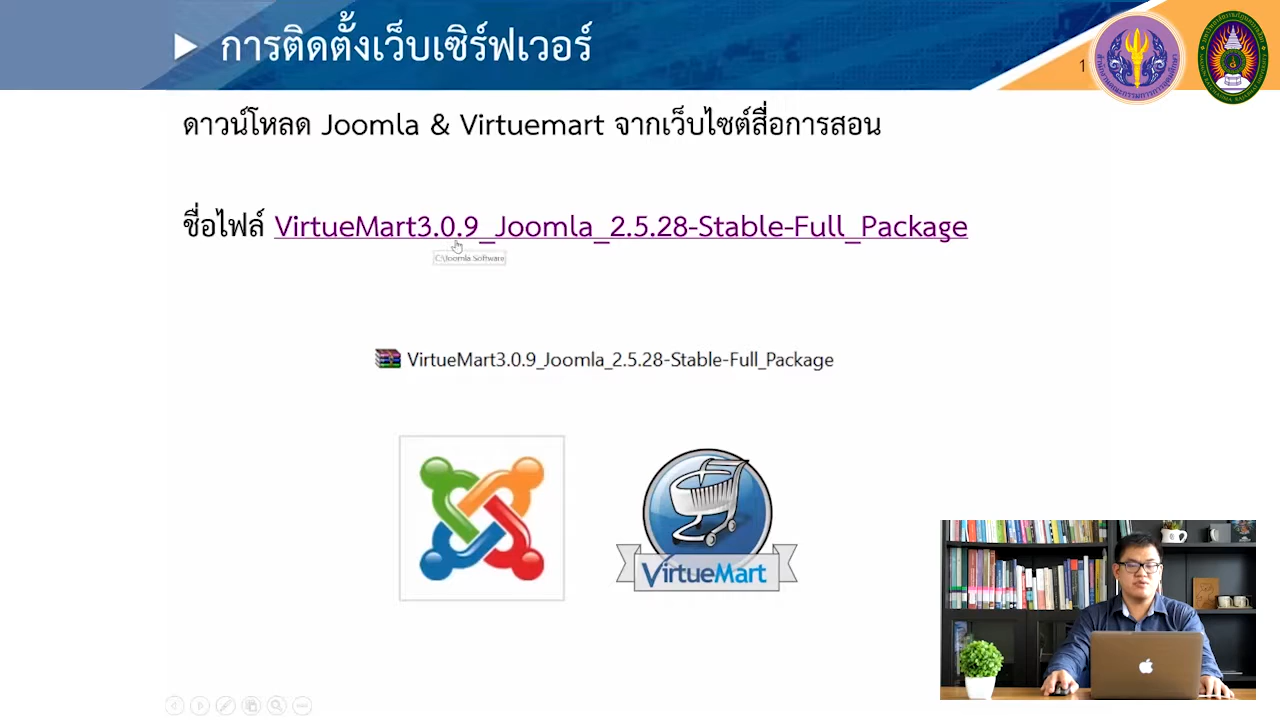 การติดตั้งเว็บเซิร์ฟเวอร์
1
ดาวน์โหลด Joomla & Virtuemart จากเว็บไซต์สื่อการสอน
ชื่อไฟล์ VirtueMart3.0.9_Joomla_2.5.28-Stable-Full_Package
C:\Joomla Software
VirtueMart3.0.9_Joomla_2.5.28-Stable-Full_Package
VirtueMart